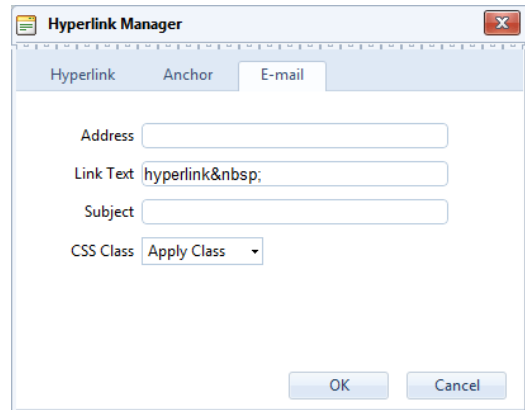 Hyperlink Manager
Hyperlink Anchor E-mail
Address
Link Text hyperlink&nbsp;
Subject
CSS Class Apply Class
OK Cancel